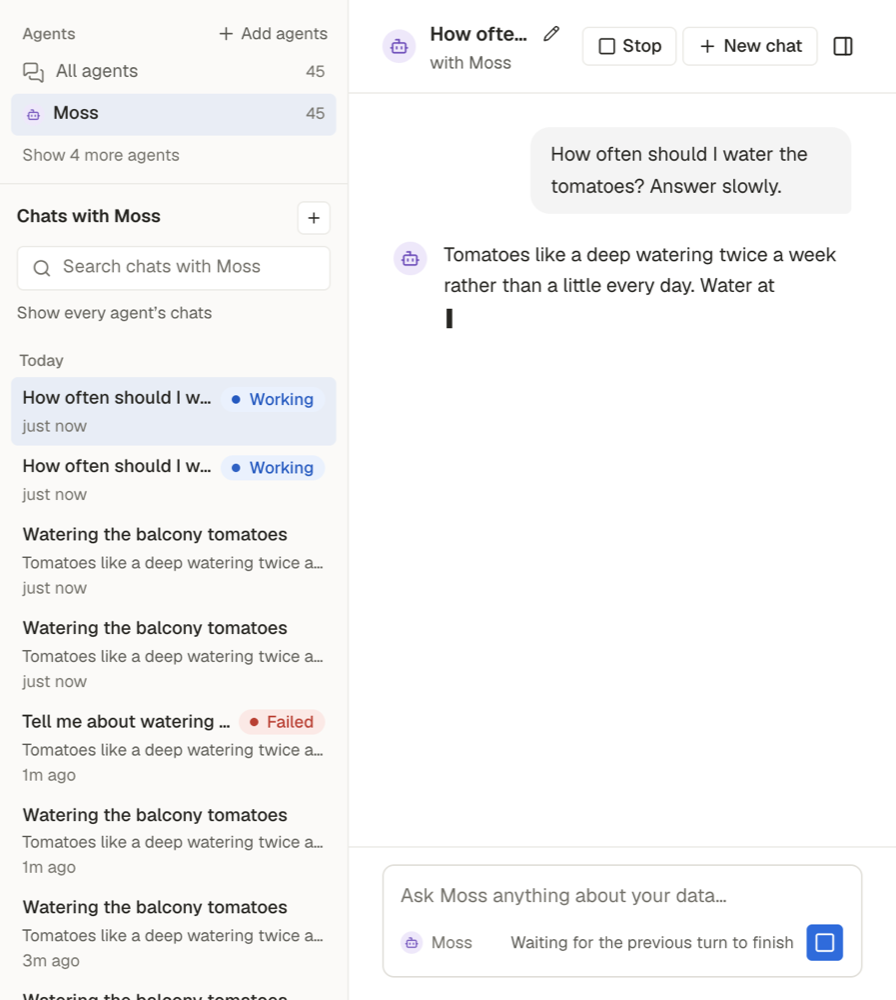 Agents
Add agents
All agents
45
Moss
45
Show 4 more agents
Chats with Moss
Search chats with Moss
Show every agent's chats
Today
How often should I w...
Working
just now
How often should I w...
Working
just now
Watering the balcony tomatoes
Tomatoes like a deep watering twice a...
just now
Watering the balcony tomatoes
Tomatoes like a deep watering twice a...
just now
Tell me about watering ...
Failed
Tomatoes like a deep watering twice a...
1m ago
Watering the balcony tomatoes
Tomatoes like a deep watering twice a...
1m ago
Watering the balcony tomatoes
Tomatoes like a deep watering twice a...
3m ago
How ofte...
with Moss
Stop
New chat
How often should I water the
tomatoes? Answer slowly.
Tomatoes like a deep watering twice a week
rather than a little every day. Water at
Ask Moss anything about your data...
Moss
Waiting for the previous turn to finish